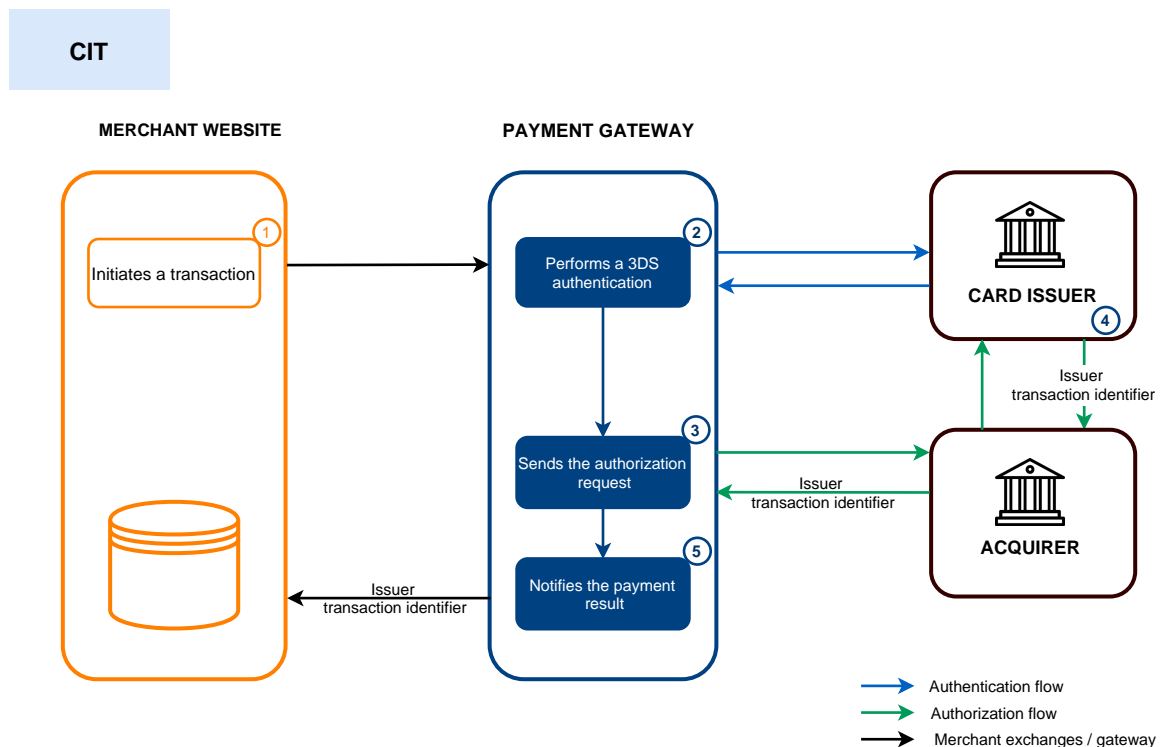 CIT
MERCHANT WEBSITE
PAYMENT GATEWAY
1
Initiates a transaction
2
Performs a 3DS
authentication
CARD ISSUER
4
Issuer
transaction identifier
3
Sends the authorization
request
Issuer
transaction identifier
ACQUIRER
5
Notifies the payment
result
Issuer
transaction identifier
Authentication flow
Authorization flow
Merchant exchanges / gateway